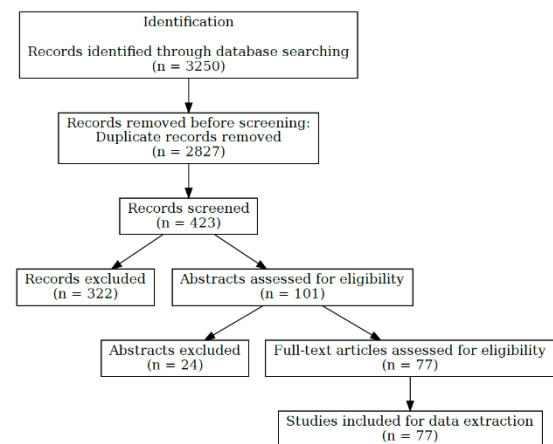 Identification
Records identified through database searching
(n = 3250)
Records removed before screening:
Duplicate records removed
(n = 2827)
Records screened
(n = 423)
Records excluded
(n = 322)
Abstracts assessed for eligibility
(n = 101)
Abstracts excluded
(n = 24)
Full-text articles assessed for eligibility
(n = 77)
Studies included for data extraction
(n = 77)